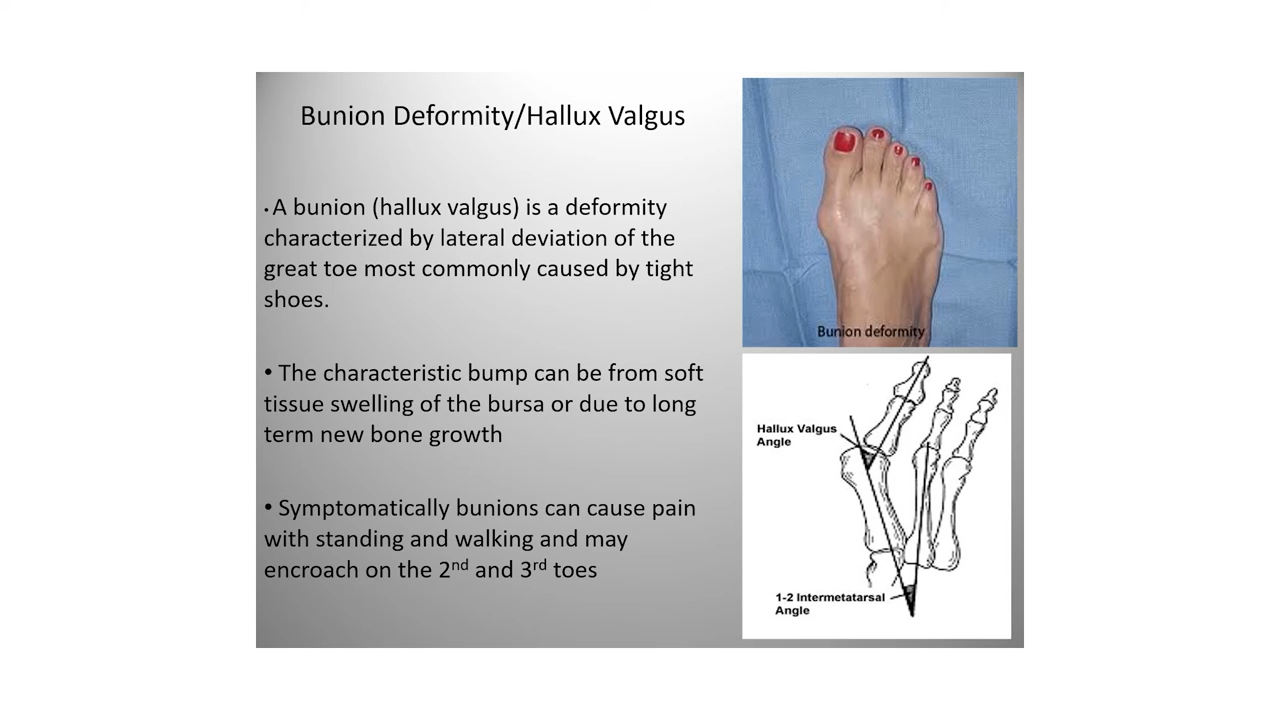 Bunion Deformity/Hallux Valgus
• A bunion (hallux valgus) is a deformity
characterized by lateral deviation of the
great toe most commonly caused by tight
shoes.
• The characteristic bump can be from soft
tissue swelling of the bursa or due to long
term new bone growth
• Symptomatically bunions can cause pain
with standing and walking and may
encroach on the 2nd and 3rd toes
Bunion deformity
Hallux Valgus
Angle
1-2 Intermetatarsal
Angle